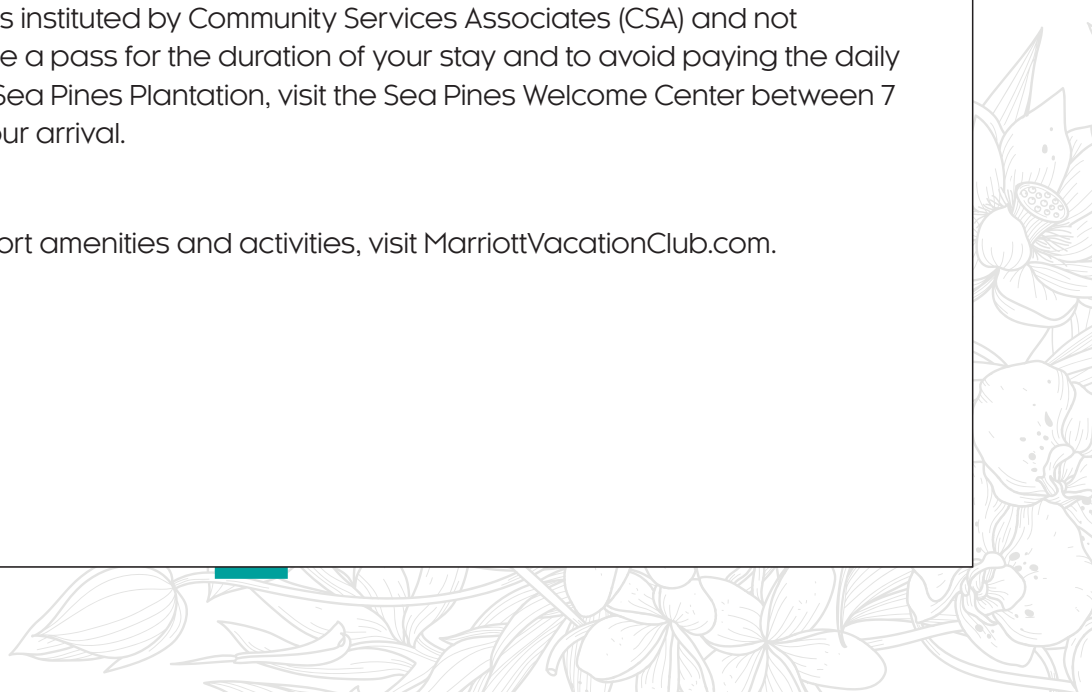 s instituted by Community Services Associates (CSA) and not
e a pass for the duration of your stay and to avoid paying the daily
Sea Pines Plantation, visit the Sea Pines Welcome Center between 7
our arrival.
ort amenities and activities, visit MarriottVacationClub.com.